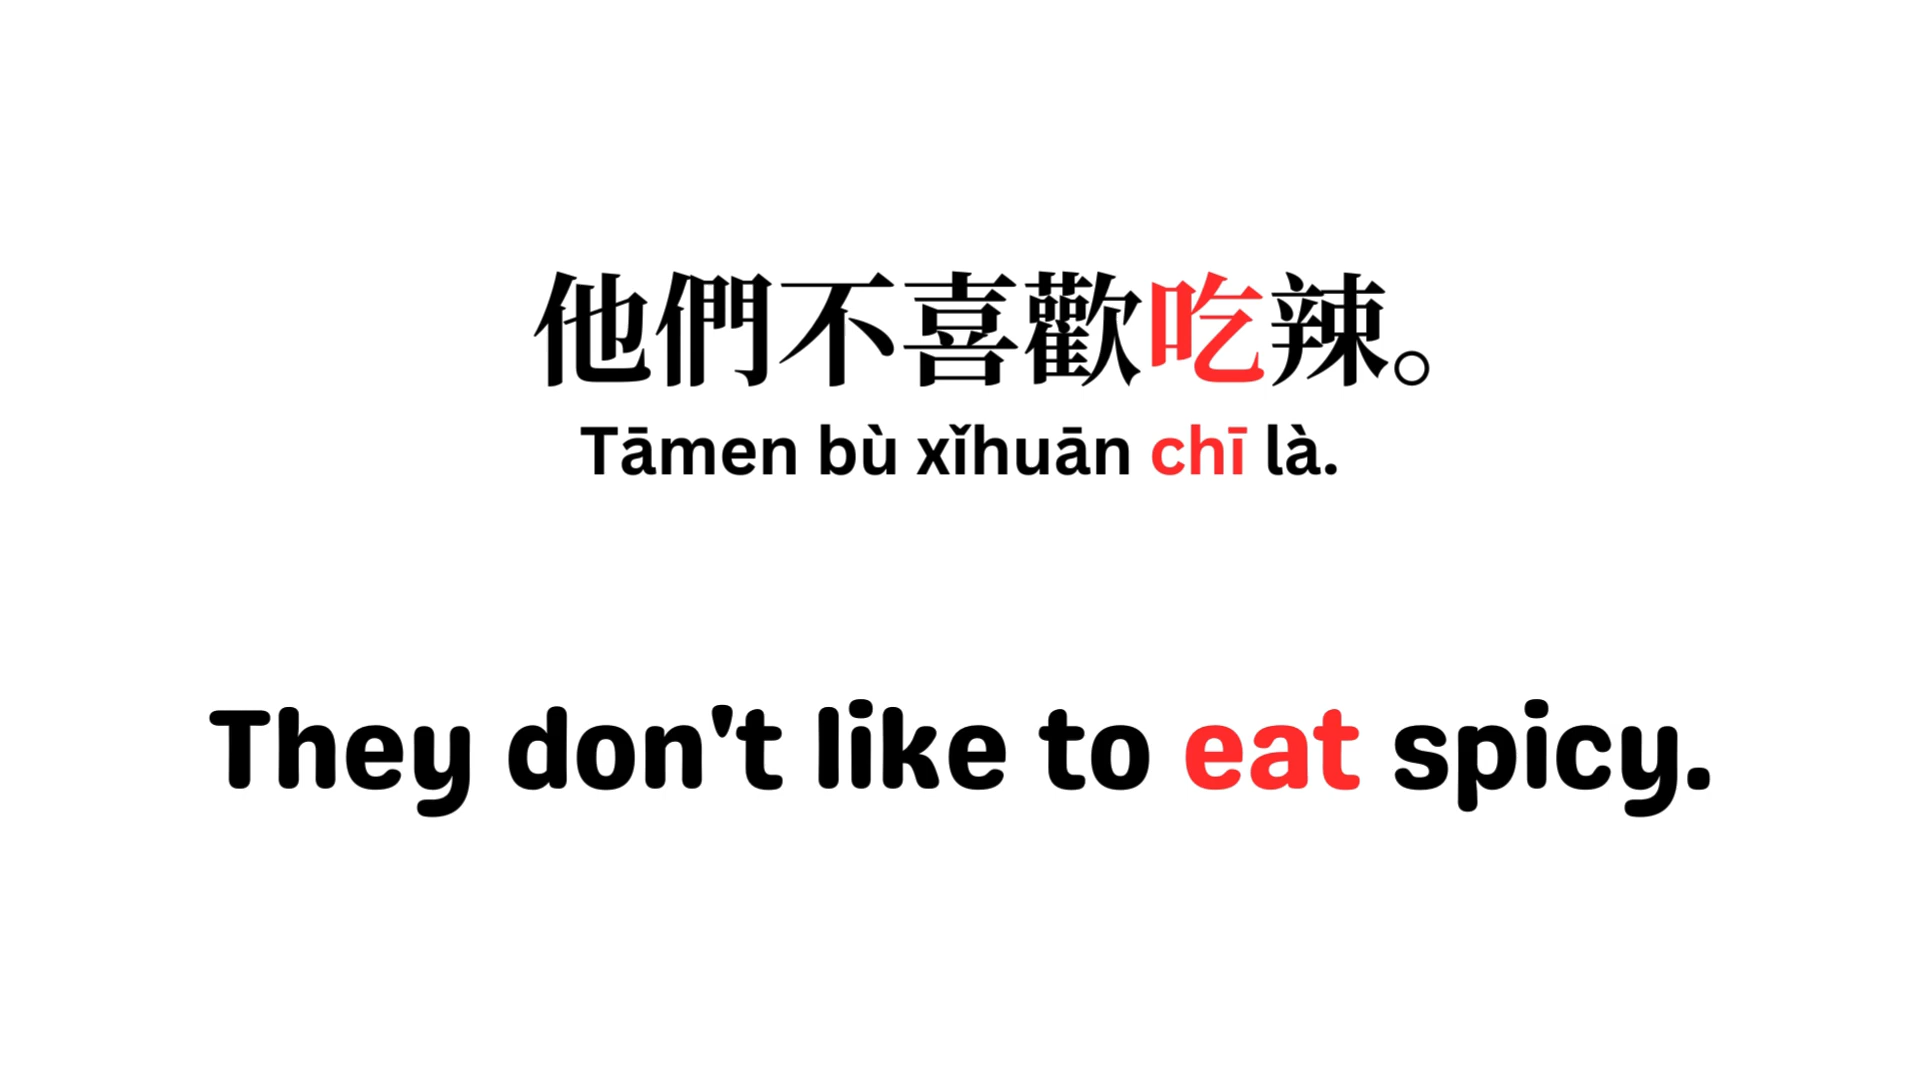 他們不喜歡吃辣。
Tāmen bù xǐhuān chī là.
They don't like to eat spicy.